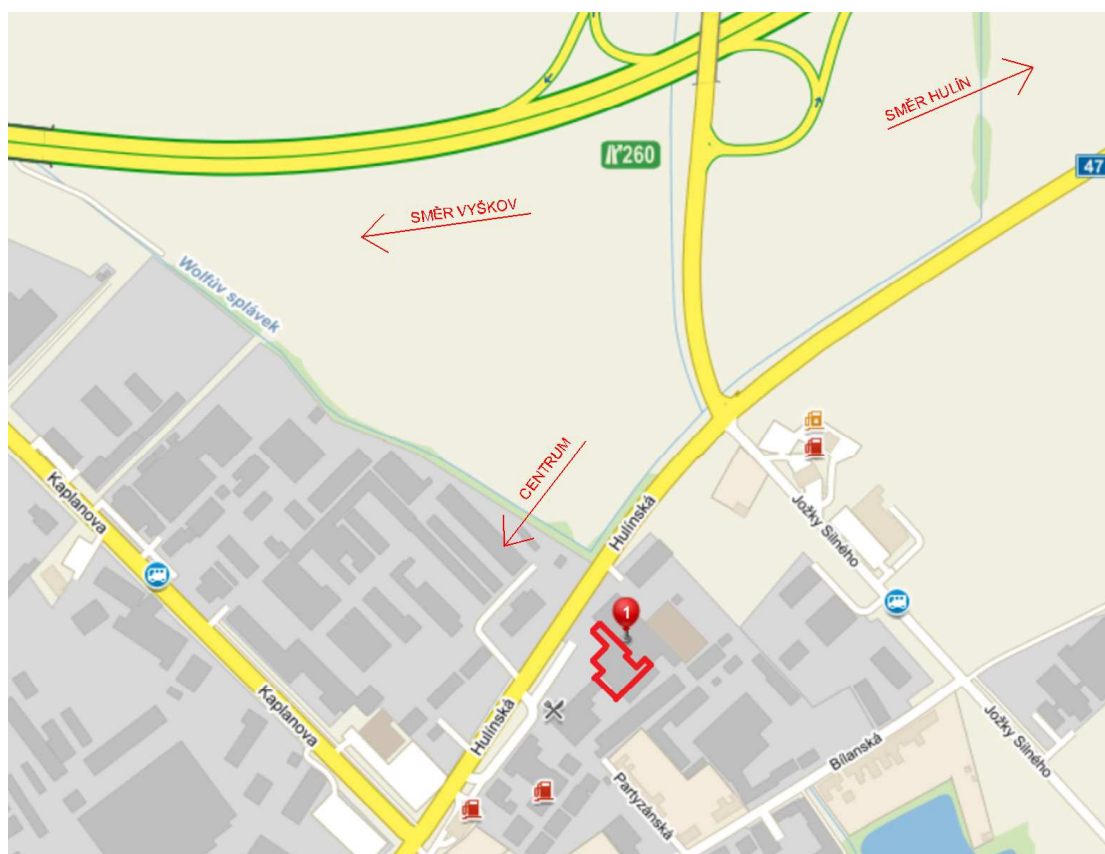 SMĚR HULÍN
260
47
SMĚR VYŠKOV
Wolfův splávek
CENTRUM
Kaplanova
Hulínská
Jožky Silného
1
Kaplanova
Hulínská
Bílanská
Jožky Silného
Partyzánská